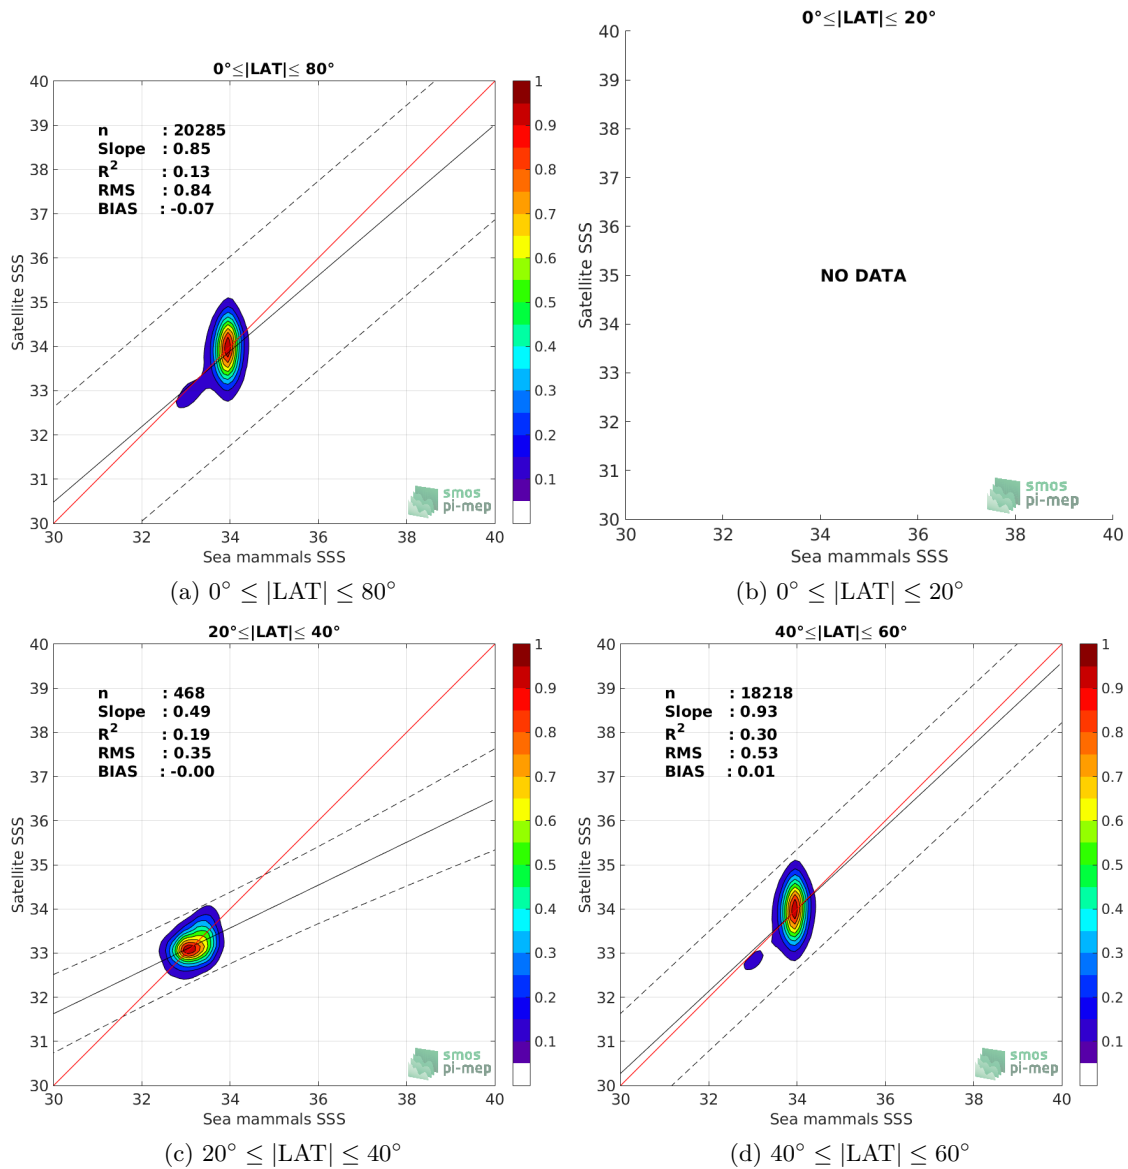 0°≤|LAT|≤ 80°
40
39
38
37
36
35
34
33
32
31
30
n : 20285
Slope : 0.85
R2 : 0.13
RMS : 0.84
BIAS : -0.07
1
0.9
0.8
0.7
0.6
0.5
0.4
0.3
0.2
0.1
Satellite SSS
smos
pi-mep
30 32 34 36 38 40
Sea mammals SSS
(a) 0° ≤ |LAT| ≤ 80°
0°≤|LAT|≤ 20°
40
39
38
37
36
35
34
33
32
31
30
Satellite SSS
NO DATA
smos
pi-mep
30 32 34 36 38 40
Sea mammals SSS
(b) 0° ≤ |LAT| ≤ 20°
20°≤|LAT|≤ 40°
40
39
38
37
36
35
34
33
32
31
30
n : 468
Slope : 0.49
R2 : 0.19
RMS : 0.35
BIAS : -0.00
1
0.9
0.8
0.7
0.6
0.5
0.4
0.3
0.2
0.1
Satellite SSS
smos
pi-mep
30 32 34 36 38 40
Sea mammals SSS
(c) 20° ≤ |LAT| ≤ 40°
40°≤|LAT|≤ 60°
40
39
38
37
36
35
34
33
32
31
30
n : 18218
Slope : 0.93
R2 : 0.30
RMS : 0.53
BIAS : 0.01
1
0.9
0.8
0.7
0.6
0.5
0.4
0.3
0.2
0.1
Satellite SSS
smos
pi-mep
30 32 34 36 38 40
Sea mammals SSS
(d) 40° ≤ |LAT| ≤ 60°